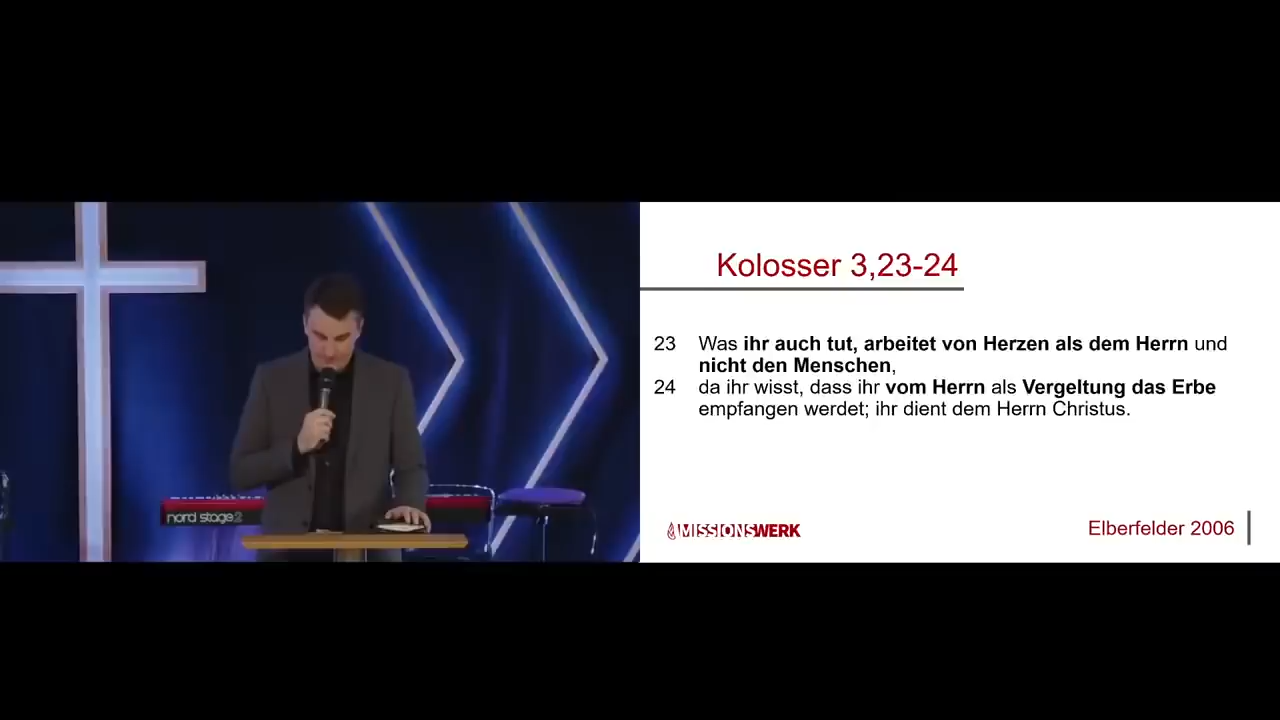 nord stage 2
Kolosser 3,23-24
23 Was ihr auch tut, arbeitet von Herzen als dem Herrn und
nicht den Menschen,
24 da ihr wisst, dass ihr vom Herrn als Vergeltung das Erbe
empfangen werdet; ihr dient dem Herrn Christus.
MISSIONSWERK
Elberfelder 2006